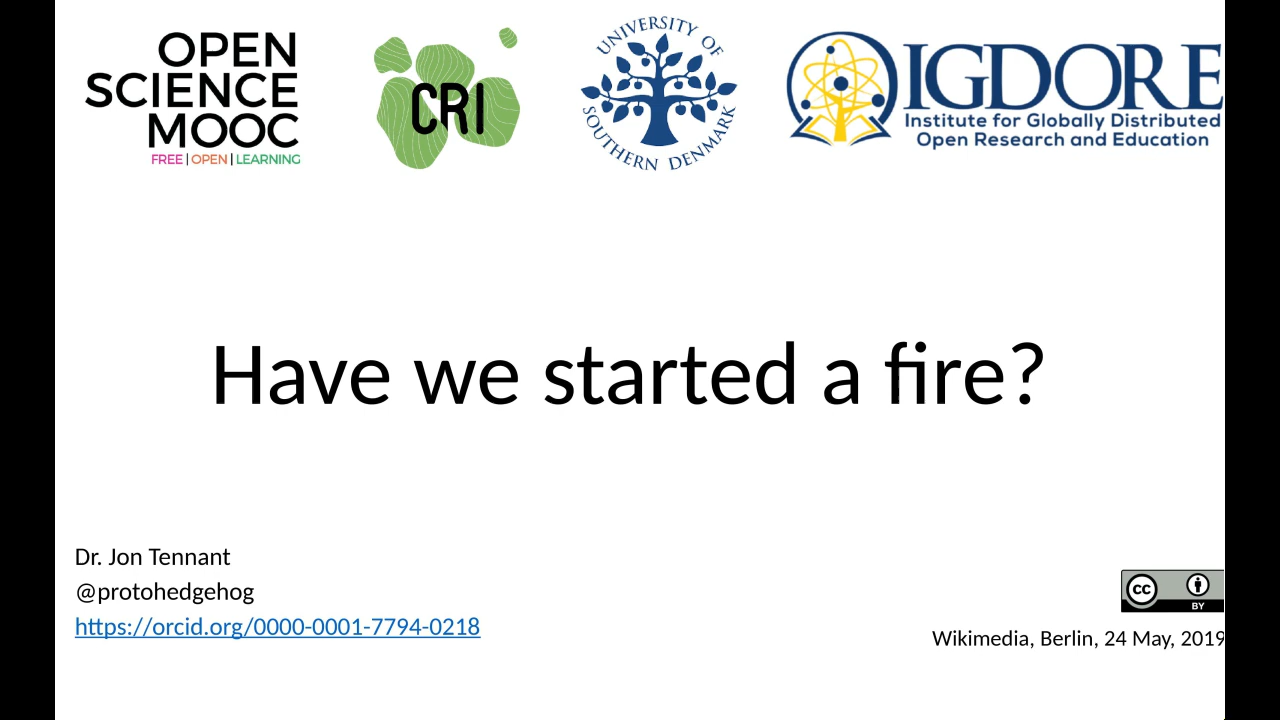 OPEN
SCIENCE
MOOC
FREE | OPEN | LEARNING
CRI
UNIVERSITY OF
SOUTHERN DENMARK
IGDORE
Institute for Globally Distributed
Open Research and Education
Have we started a fire?
Dr. Jon Tennant
@protohedgehog
https://orcid.org/0000-0001-7794-0218
cc
BY
Wikimedia, Berlin, 24 May, 2019